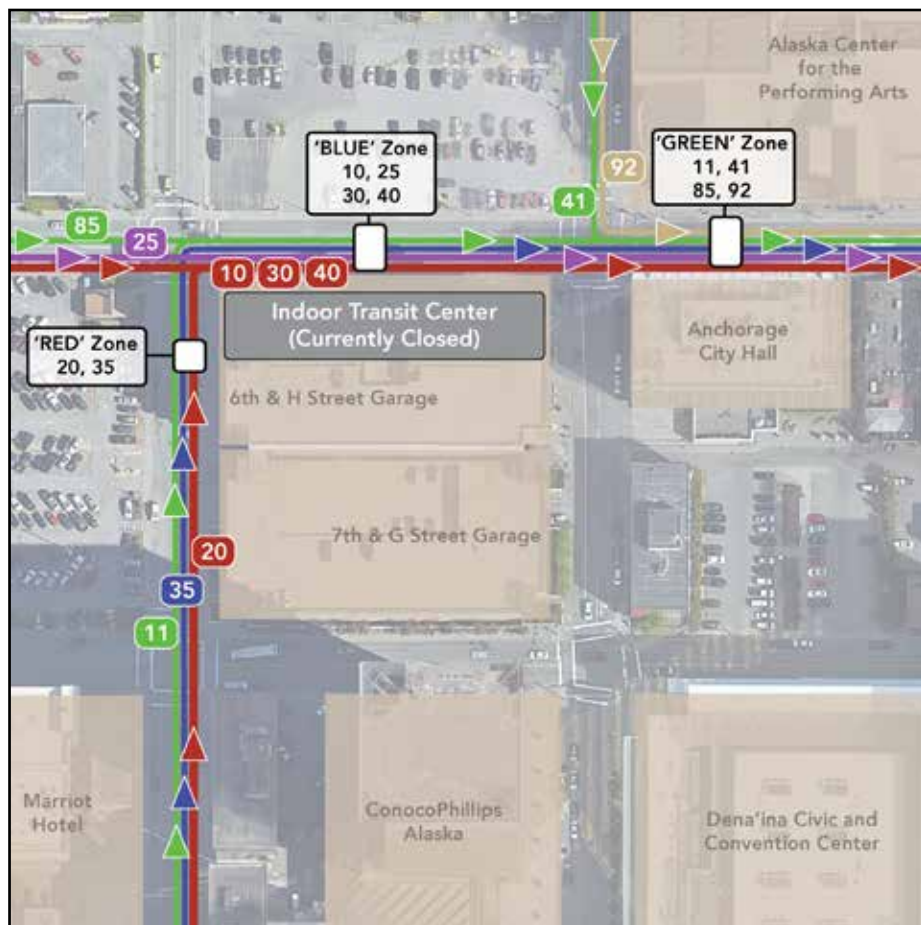 Alaska Center
for the
Performing Arts
'BLUE' Zone
10, 25
30, 40
'GREEN' Zone
11, 41
85, 92
92
41
85
25
10 30 40
Indoor Transit Center
(Currently Closed)
Anchorage
City Hall
'RED' Zone
20, 35
6th & H Street Garage
7th & G Street Garage
20
35
11
Marriot
Hotel
ConocoPhillips
Alaska
Dena'ina Civic and
Convention Center